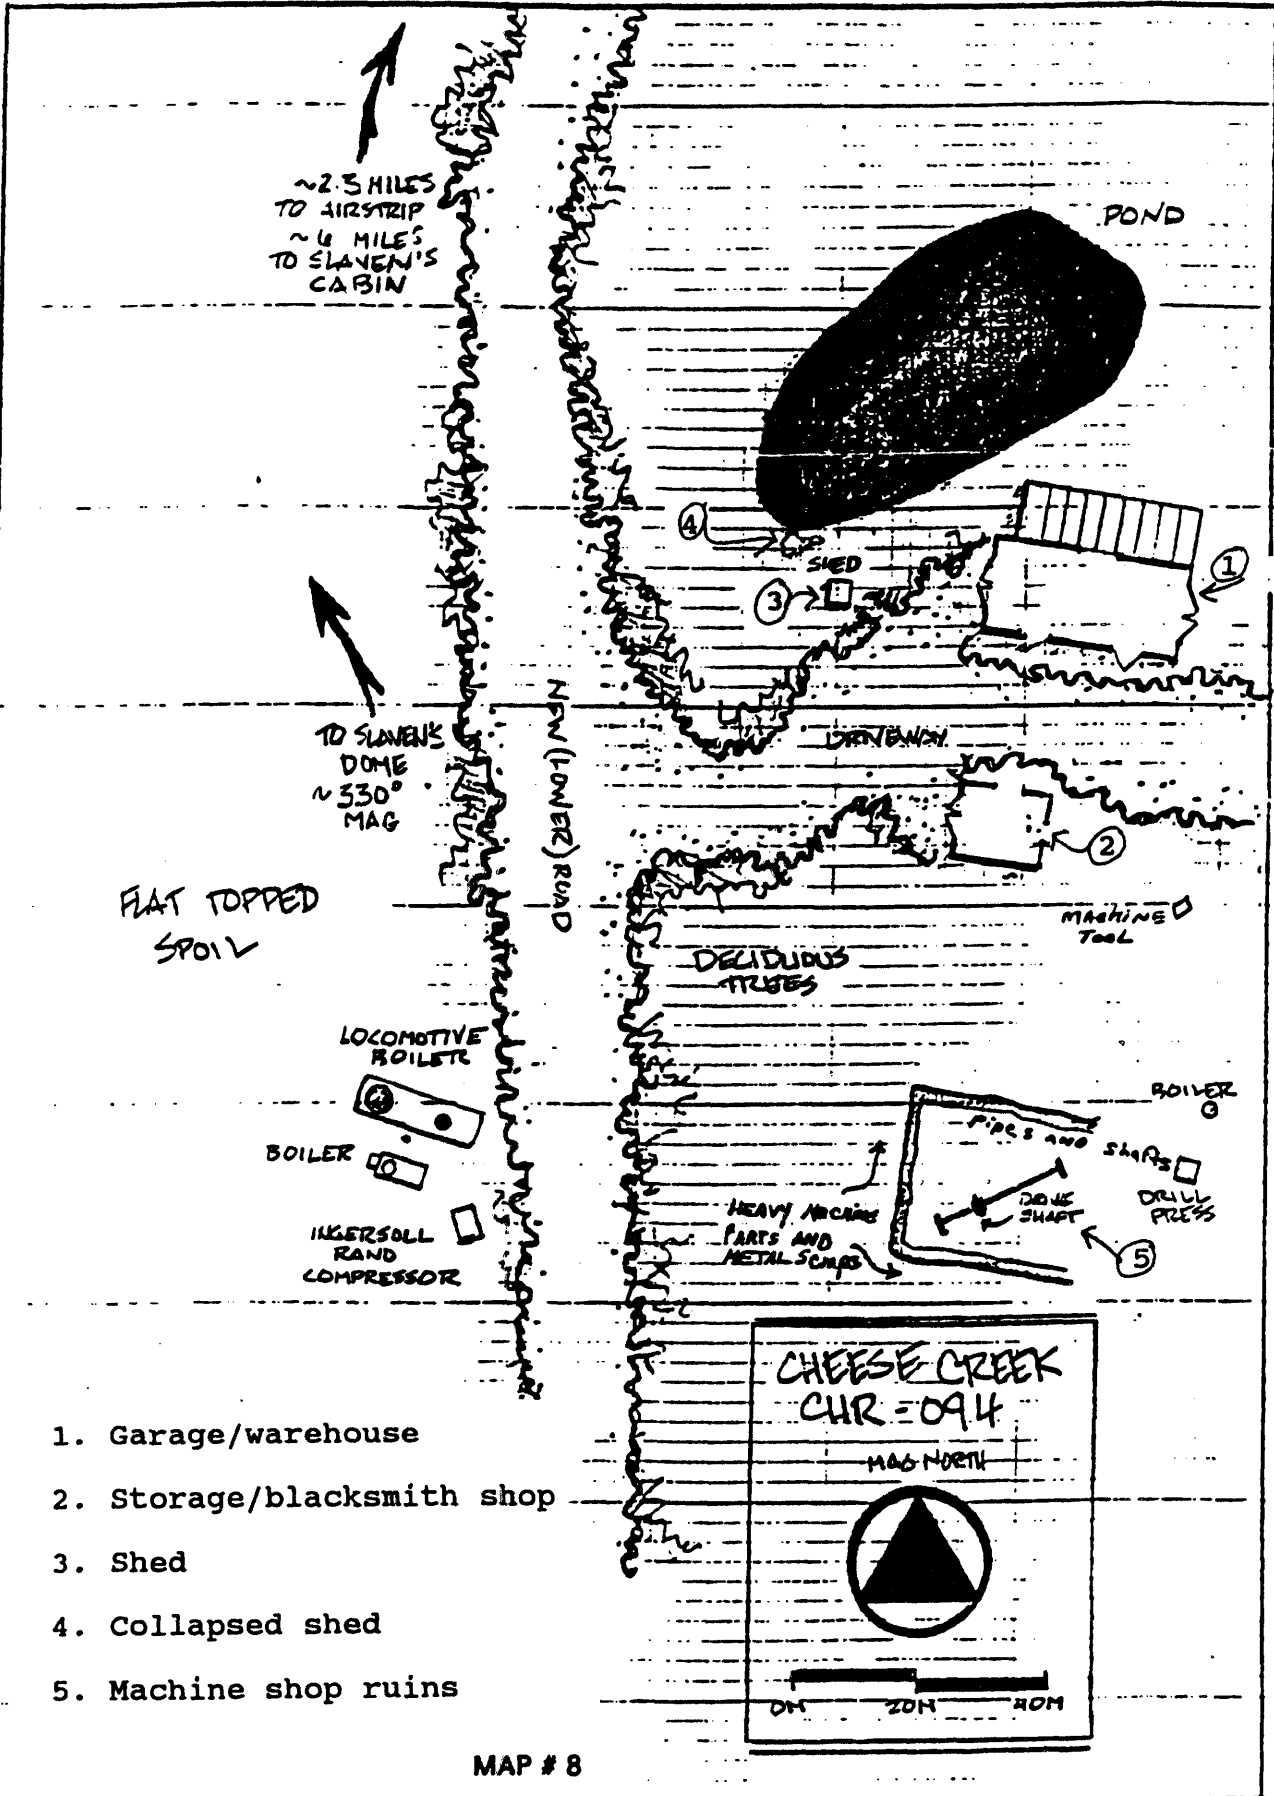 ~2.5 MILES
TO AIRSTRIP
~6 MILES
TO SLAVEN'S
CABIN
POND
4
SHED
3
1
TO SLAVEN'S
DOME
~330°
MAG
NEW (LOWER) ROAD
DRIVEWAY
2
FLAT TOPPED
SPOIL
MACHINE
TOOL
DECIDUOUS
TREES
LOCOMOTIVE
BOILER
BOILER
INGERSOLL
RAND
COMPRESSOR
BOILER
PIPES AND shafts
HEAVY MACHINE
PARTS AND
METAL SCRAPS
SHAFT
DRILL
PRESS
5
CHEESE CREEK
CHR-094
MAG NORTH
0M 20M 40M
1. Garage/warehouse
2. Storage/blacksmith shop
3. Shed
4. Collapsed shed
5. Machine shop ruins
MAP # 8